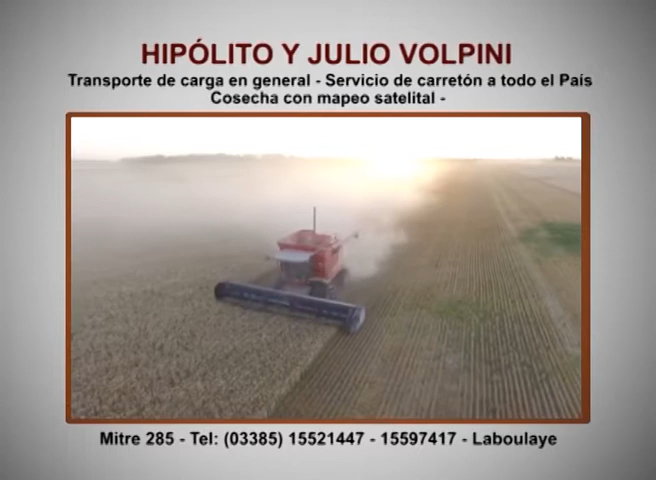 HIPÓLITO Y JULIO VOLPINI
Transporte de carga en general - Servicio de carretón a todo el País
Cosecha con mapeo satelital -
Mitre 285 - Tel: (03385) 15521447 - 15597417 - Laboulaye